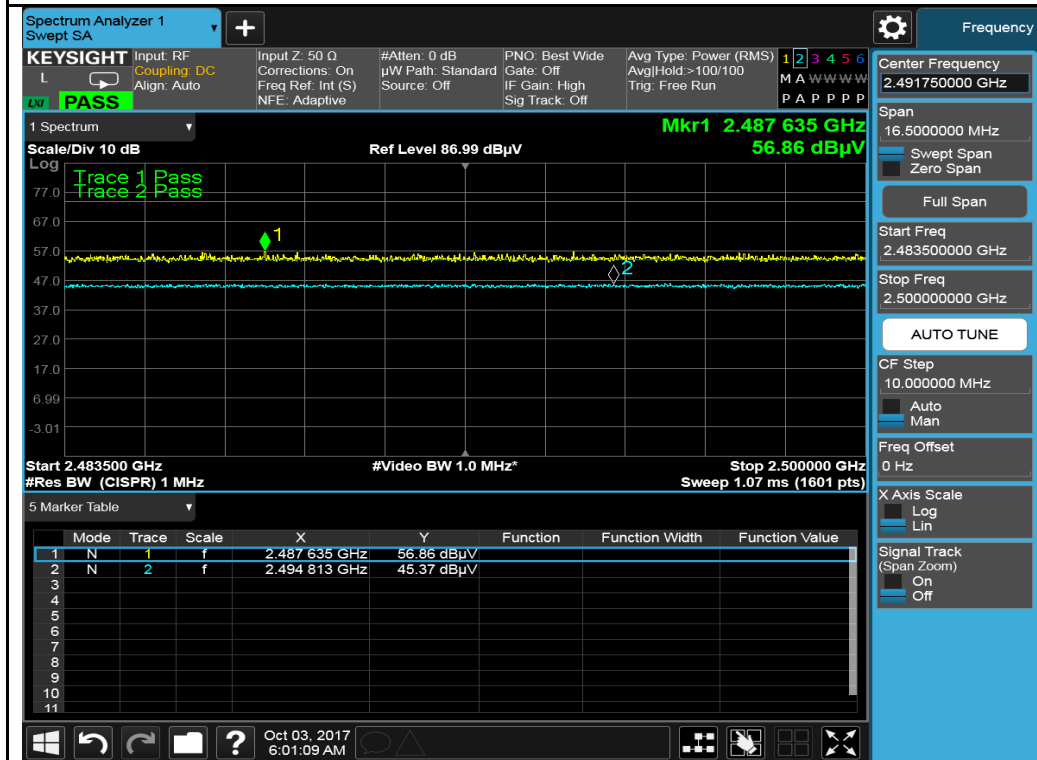 Spectrum Analyzer 1
Swept SA
+
Frequency
KEYSIGHT
L
LXI PASS
Input: RF
Coupling: DC
Align: Auto
Input Z: 50 Ω
Corrections: On
Freq Ref: Int (S)
NFE: Adaptive
#Atten: 0 dB
µW Path: Standard
Source: Off
PNO: Best Wide
Gate: Off
IF Gain: High
Sig Track: Off
Avg Type: Power (RMS)
Avg|Hold:>100/100
Trig: Free Run
1 2 3 4 5 6
M A W W W W
P A P P P P
1 Spectrum
Mkr1 2.487 635 GHz
Scale/Div 10 dB
Ref Level 86.99 dBµV
56.86 dBµV
Log
Trace 1 Pass
Trace 2 Pass
77.0
67.0
57.0
47.0
37.0
27.0
17.0
6.99
-3.01
1
2
Start 2.483500 GHz
#Video BW 1.0 MHz*
Stop 2.500000 GHz
#Res BW (CISPR) 1 MHz
Sweep 1.07 ms (1601 pts)
5 Marker Table
Mode Trace Scale X Y Function Function Width Function Value
1 N 1 f 2.487 635 GHz 56.86 dBµV
2 N 2 f 2.494 813 GHz 45.37 dBµV
3
4
5
6
7
8
9
10
11
?
Oct 03, 2017
6:01:09 AM
Center Frequency
2.491750000 GHz
Span
16.5000000 MHz
Swept Span
Zero Span
Full Span
Start Freq
2.483500000 GHz
Stop Freq
2.500000000 GHz
AUTO TUNE
CF Step
10.000000 MHz
Auto
Man
Freq Offset
0 Hz
X Axis Scale
Log
Lin
Signal Track
(Span Zoom)
On
Off